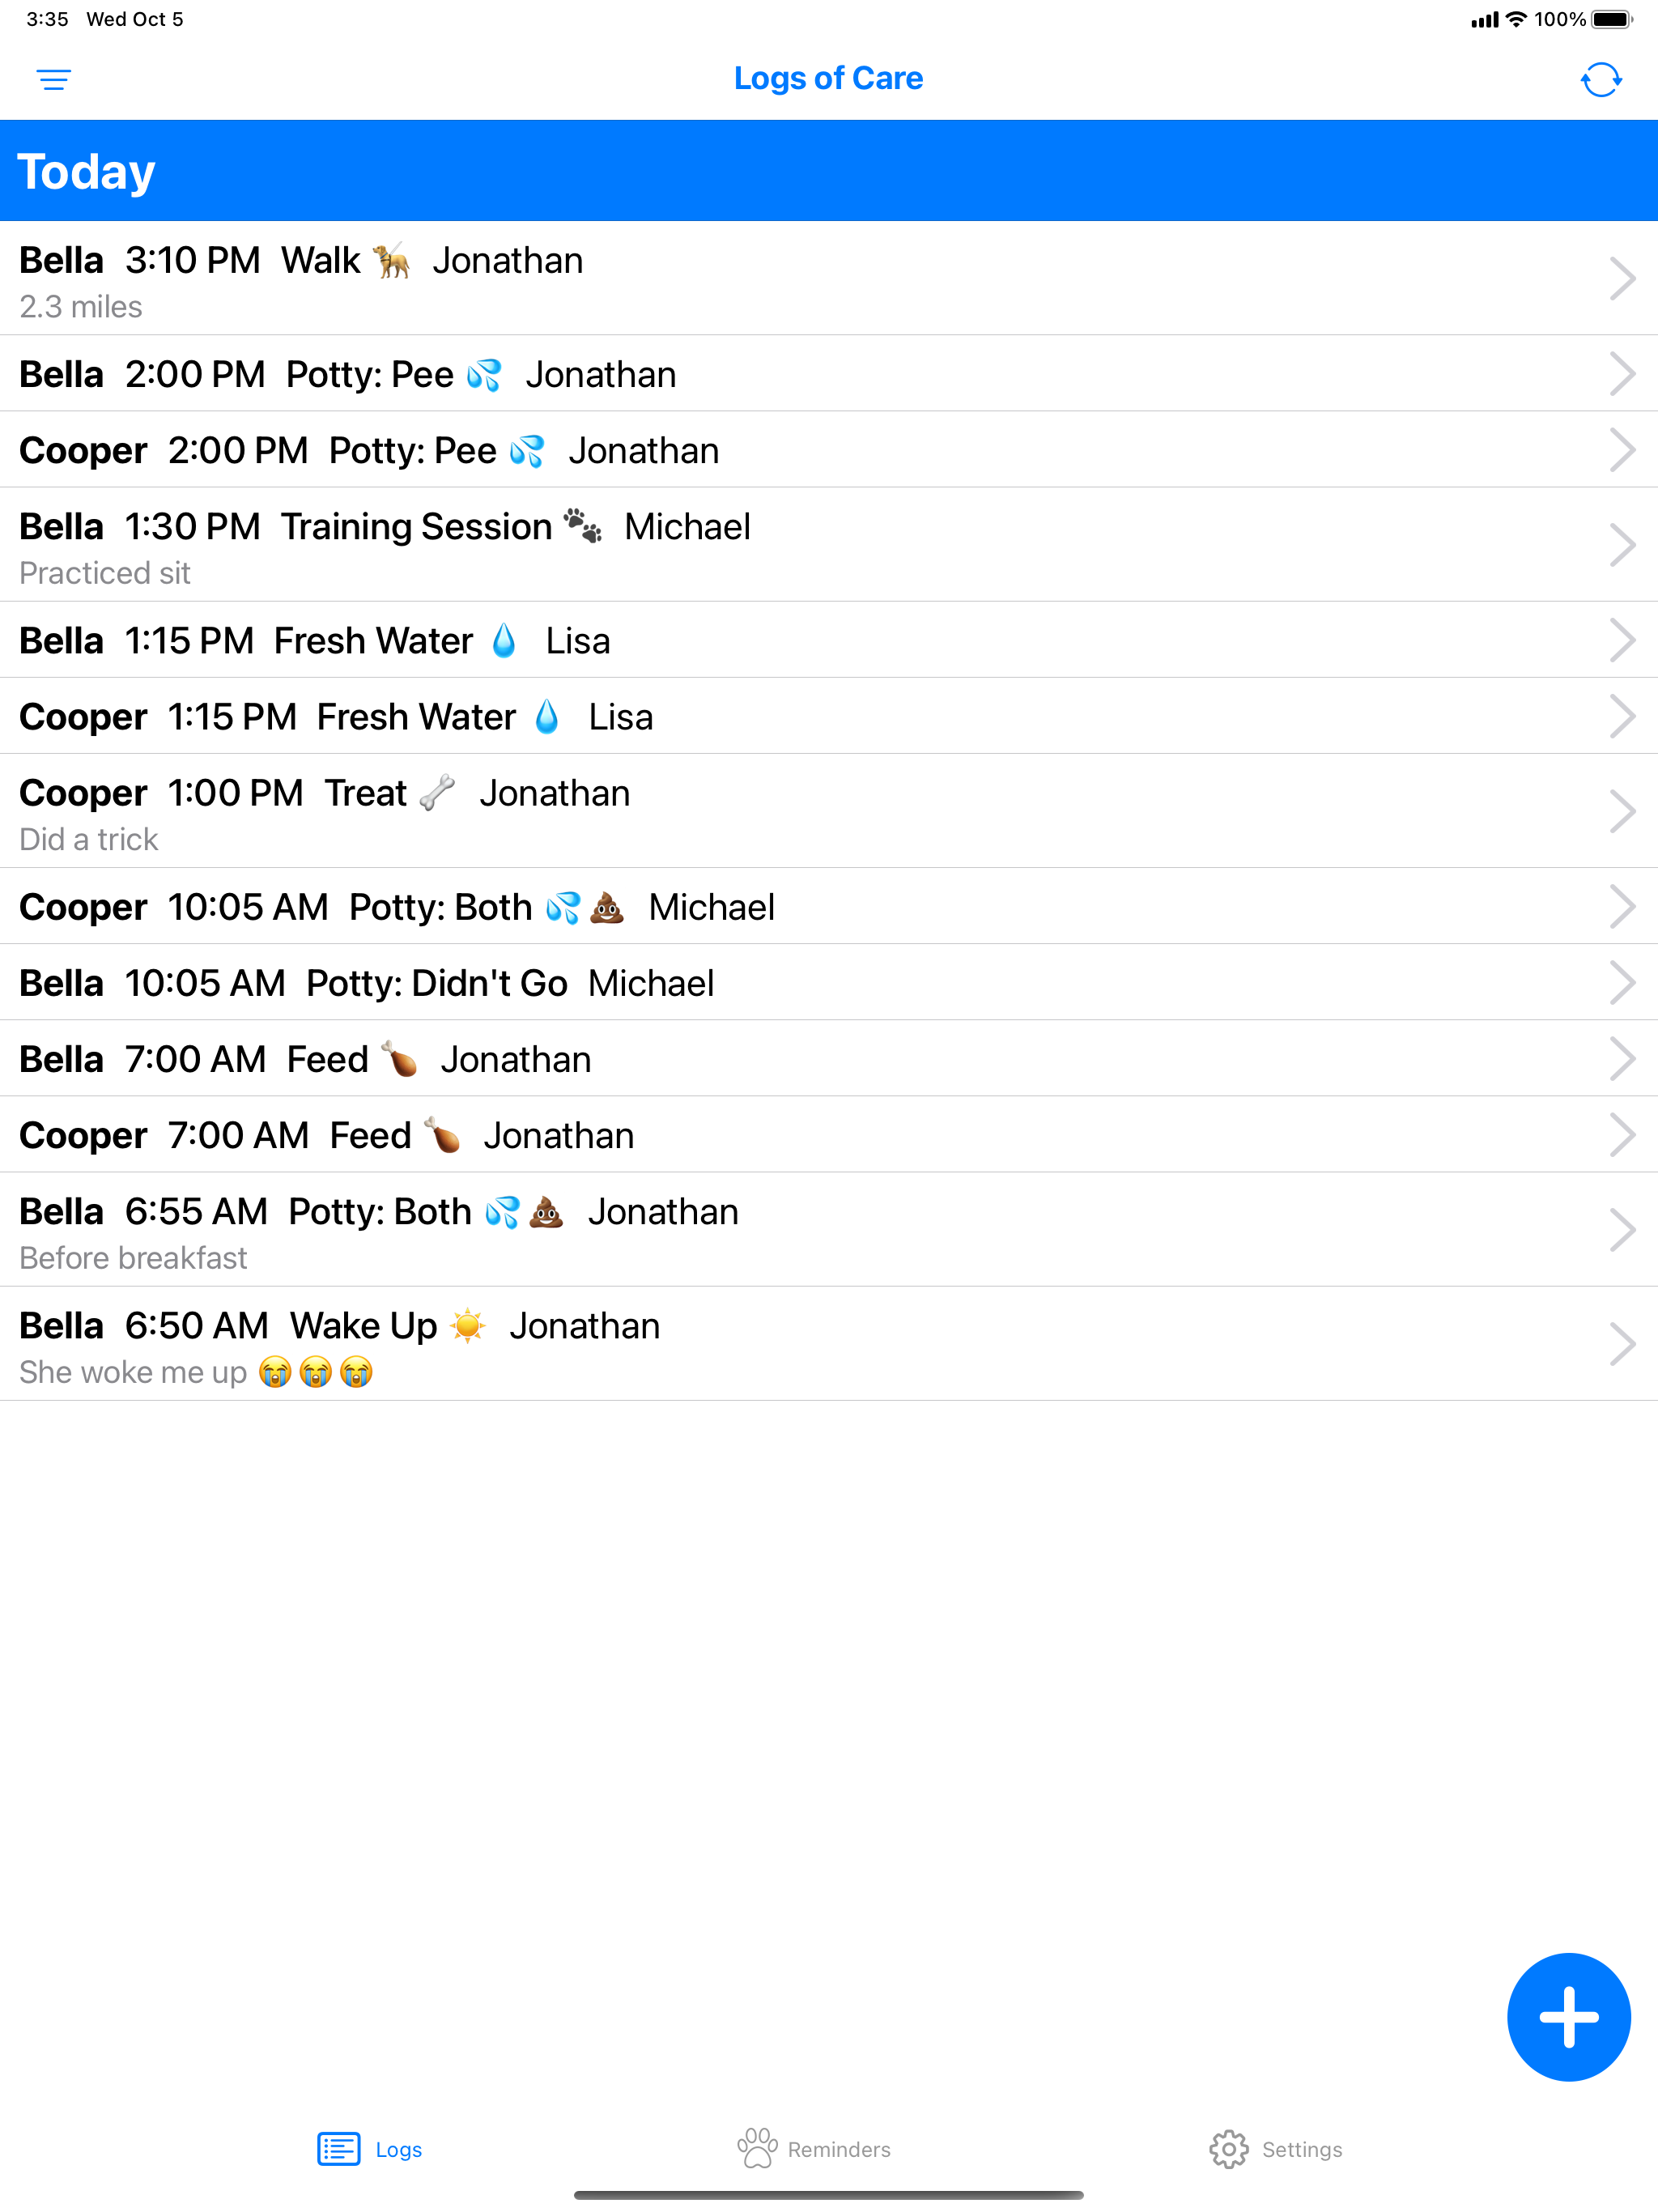 3:35 Wed Oct 5 100%
Logs of Care
Today
Bella 3:10 PM Walk 🦮 Jonathan
2.3 miles
Bella 2:00 PM Potty: Pee 💦 Jonathan
Cooper 2:00 PM Potty: Pee 💦 Jonathan
Bella 1:30 PM Training Session 🐾 Michael
Practiced sit
Bella 1:15 PM Fresh Water 💧 Lisa
Cooper 1:15 PM Fresh Water 💧 Lisa
Cooper 1:00 PM Treat 🦴 Jonathan
Did a trick
Cooper 10:05 AM Potty: Both 💦💩 Michael
Bella 10:05 AM Potty: Didn't Go Michael
Bella 7:00 AM Feed 🍗 Jonathan
Cooper 7:00 AM Feed 🍗 Jonathan
Bella 6:55 AM Potty: Both 💦💩 Jonathan
Before breakfast
Bella 6:50 AM Wake Up ☀️ Jonathan
She woke me up 😭😭😭
Logs Reminders Settings